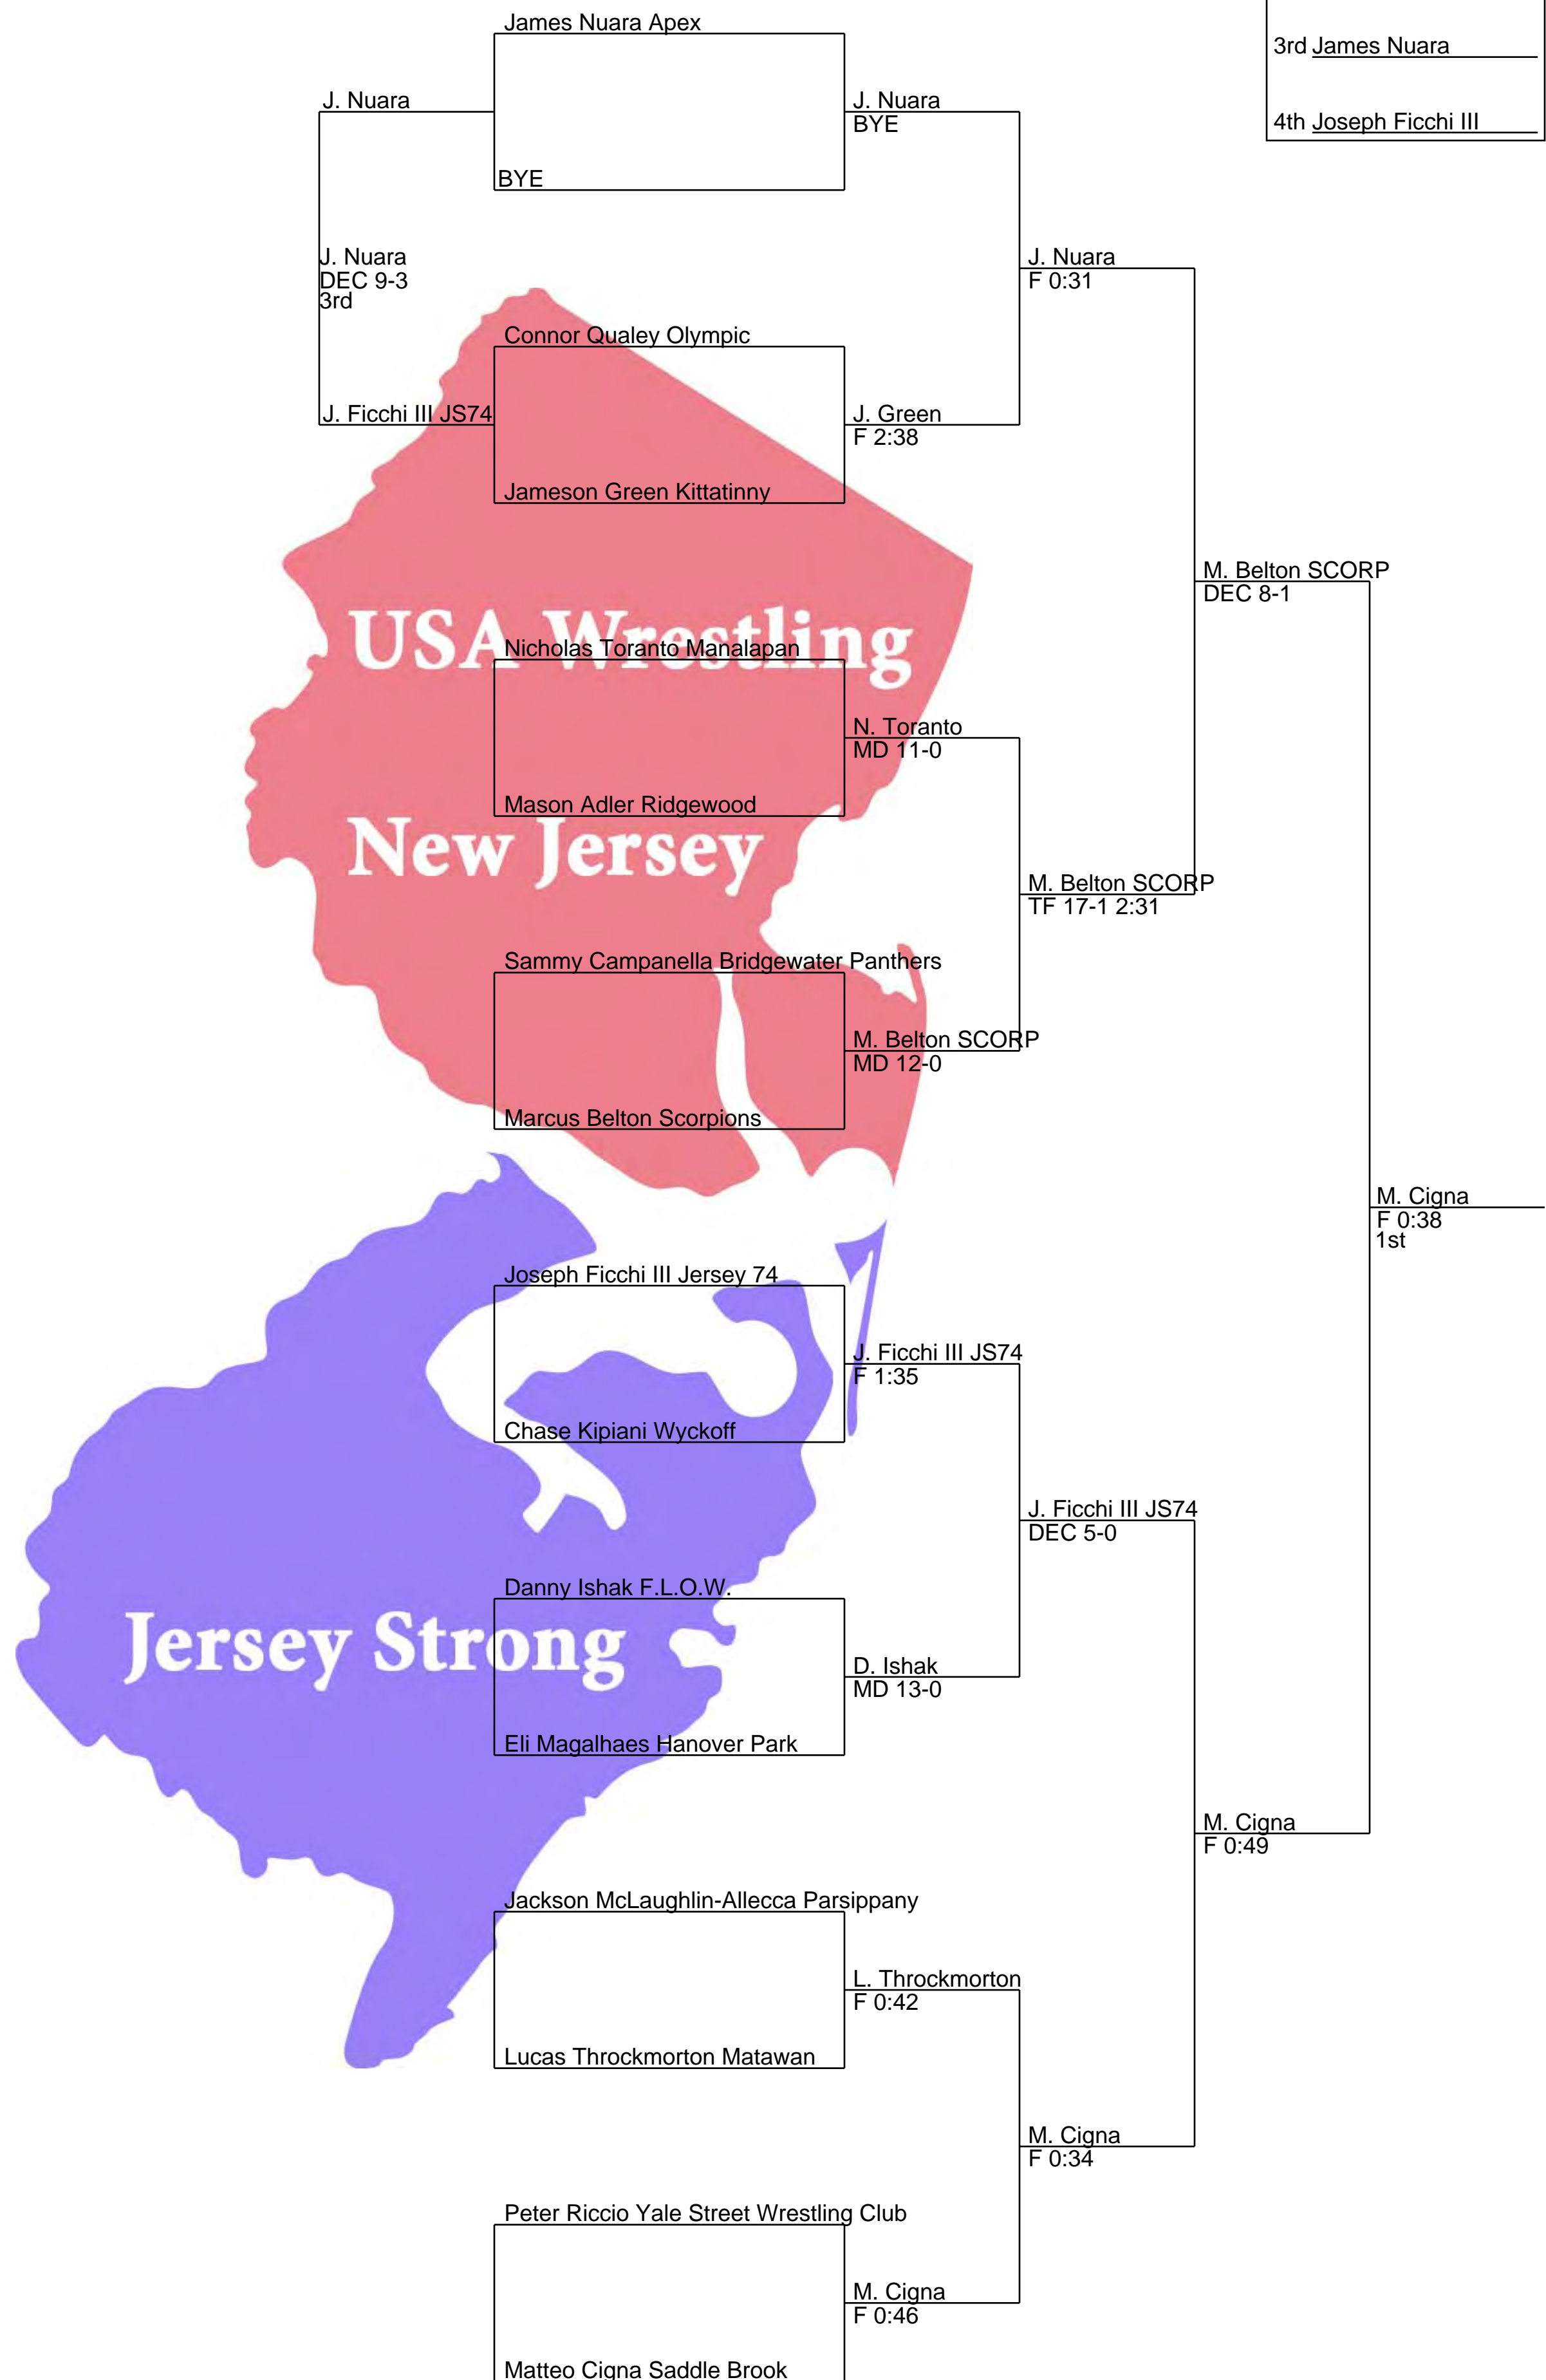 James Nuara Apex
3rd James Nuara
J. Nuara
J. Nuara
BYE
4th Joseph Ficchi III
BYE
J. Nuara
DEC 9-3
3rd
J. Nuara
F 0:31
Connor Qualey Olympic
J. Ficchi III JS74
J. Green
F 2:38
Jameson Green Kittatinny
M. Belton SCORP
DEC 8-1
USA Wrestling
Nicholas Toranto Manalapan
N. Toranto
MD 11-0
Mason Adler Ridgewood
New Jersey
M. Belton SCORP
TF 17-1 2:31
Sammy Campanella Bridgewater Panthers
M. Belton SCORP
MD 12-0
Marcus Belton Scorpions
M. Cigna
F 0:38
1st
Joseph Ficchi III Jersey 74
J. Ficchi III JS74
F 1:35
Chase Kipiani Wyckoff
J. Ficchi III JS74
DEC 5-0
Danny Ishak F.L.O.W.
Jersey Strong
D. Ishak
MD 13-0
Eli Magalhaes Hanover Park
M. Cigna
F 0:49
Jackson McLaughlin-Allecca Parsippany
L. Throckmorton
F 0:42
Lucas Throckmorton Matawan
M. Cigna
F 0:34
Peter Riccio Yale Street Wrestling Club
M. Cigna
F 0:46
Matteo Cigna Saddle Brook